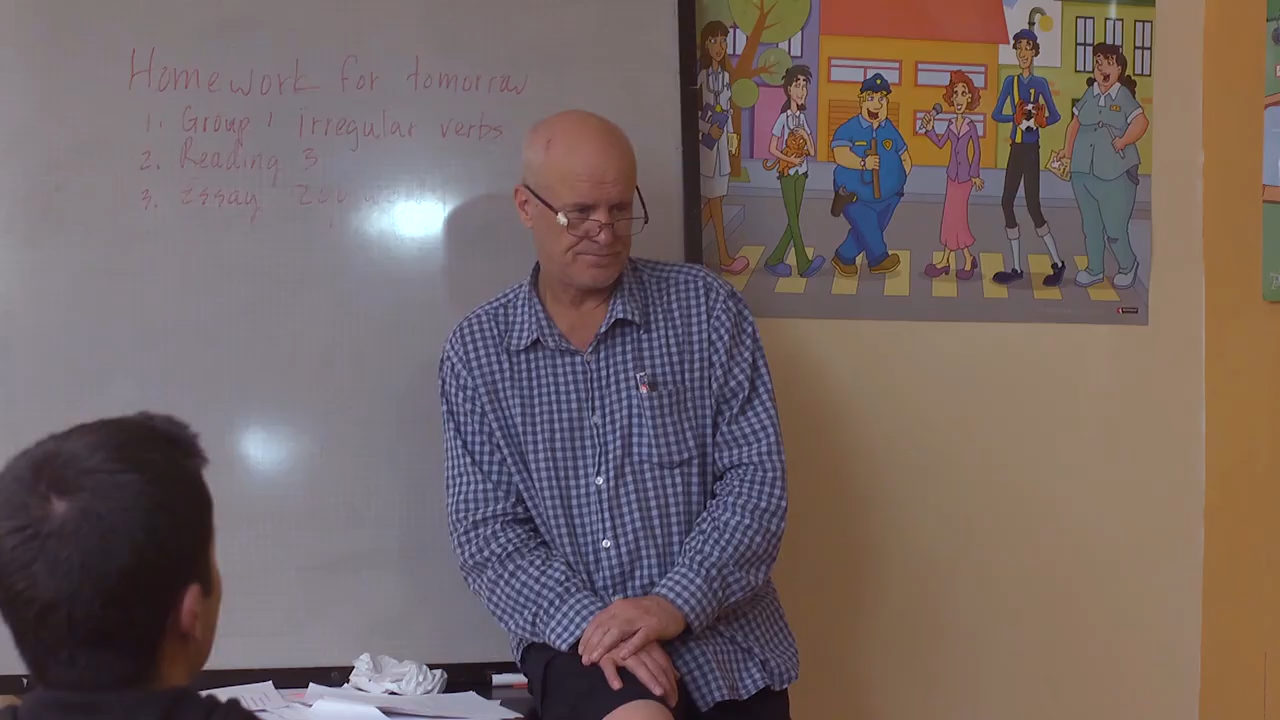 Homework for tomorrow
1. Group 1 irregular verbs
2. Reading 3
3. Essay